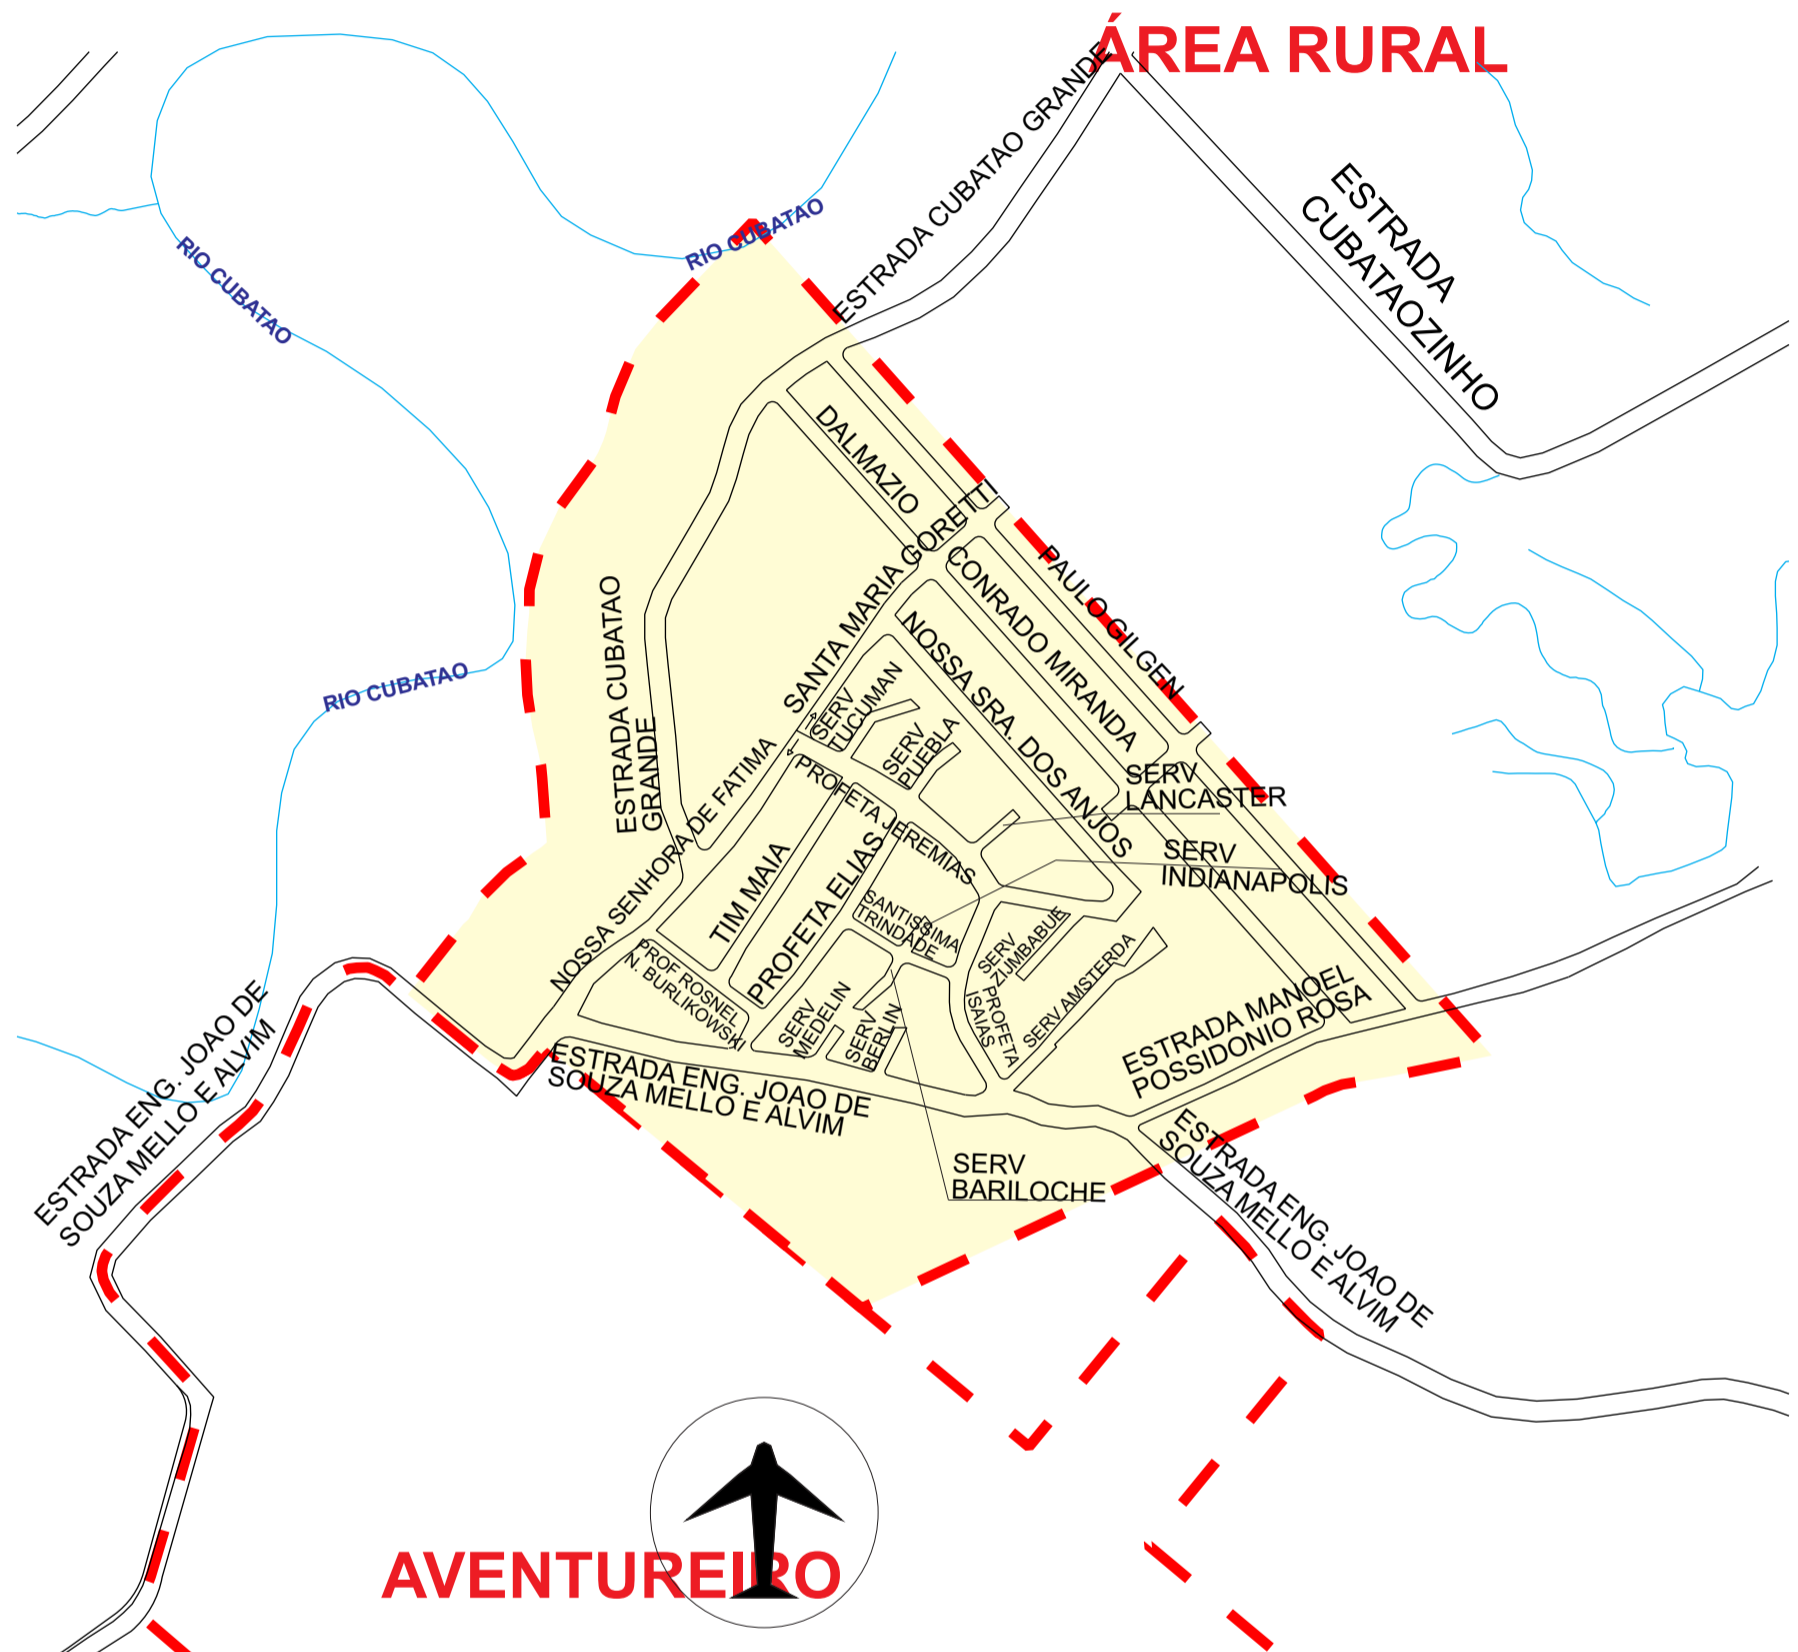 ÁREA RURAL
ESTRADA CUBATAO GRANDE
ESTRADA
CUBATAOZINHO
RIO CUBATAO
RIO CUBATAO
DALMAZIO
SANTA MARIA GORETTI
CONRADO MIRANDA
PAULO GILGEN
NOSSA SRA. DOS ANJOS
ESTRADA CUBATAO
GRANDE
RIO CUBATAO
SERV
TUCUMAN
SERV
PUEBLA
NOSSA SENHORA DE FATIMA
PROFETA JEREMIAS
SERV
LANCASTER
SERV
INDIANAPOLIS
TIM MAIA
PROFETA ELIAS
SANTISSIMA
TRINDADE
SERV
ZIJMBABUE
SERV AMSTERDA
PROF ROSNEL
N. BURLIKOWSKI
SERV
MEDELIN
SERV
BERLIN
PROFETA
ISAIAS
ESTRADA MANOEL
POSSIDONIO ROSA
ESTRADA ENG. JOAO DE
SOUZA MELLO E ALVIM
ESTRADA ENG. JOAO DE
SOUZA MELLO E ALVIM
SERV
BARILOCHE
ESTRADA ENG. JOAO DE
SOUZA MELLO E ALVIM
AVENTUREIRO